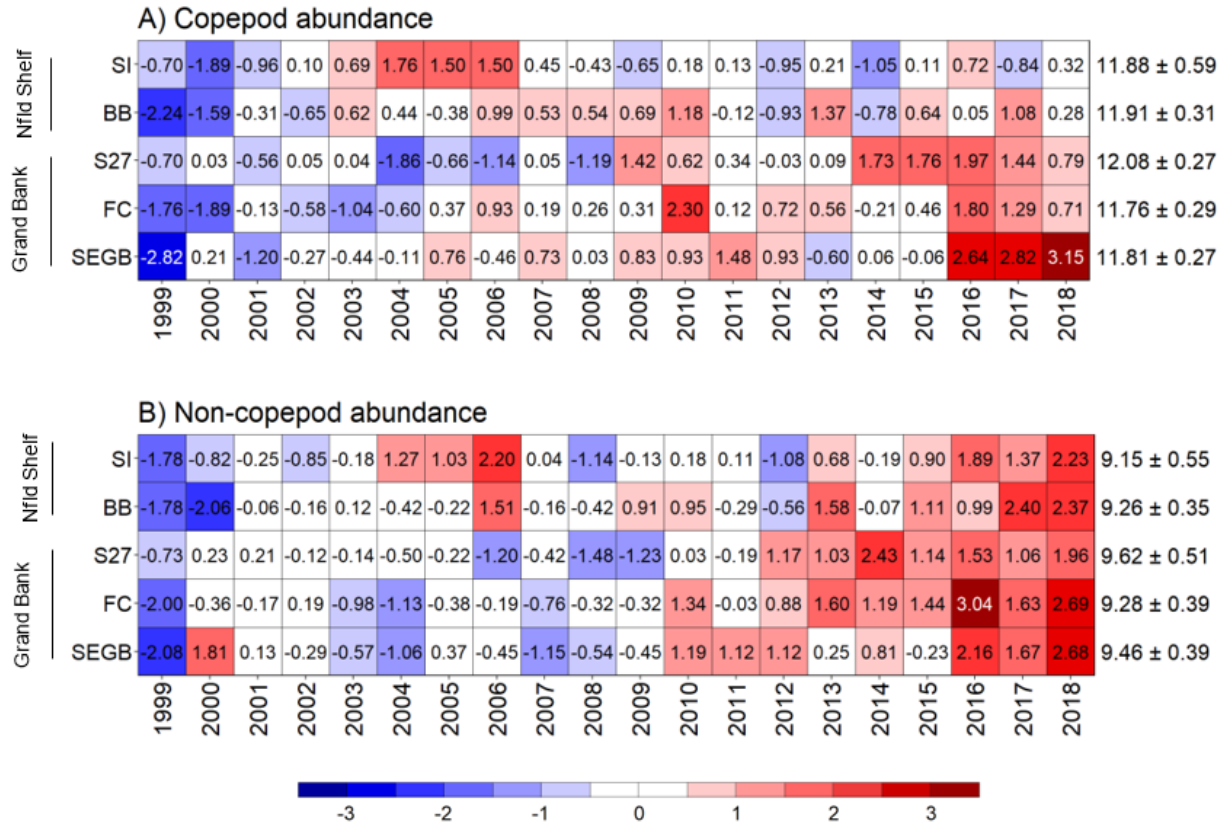 A) Copepod abundance
Nfld Shelf
Grand Bank
SI -0.70 -1.89 -0.96 0.10 0.69 1.76 1.50 1.50 0.45 -0.43 -0.65 0.18 0.13 -0.95 0.21 -1.05 0.11 0.72 -0.84 0.32 11.88 ± 0.59
BB -2.24 -1.59 -0.31 -0.65 0.62 0.44 -0.38 0.99 0.53 0.54 0.69 1.18 -0.12 -0.93 1.37 -0.78 0.64 0.05 1.08 0.28 11.91 ± 0.31
S27 -0.70 0.03 -0.56 0.05 0.04 -1.86 -0.66 -1.14 0.05 -1.19 1.42 0.62 0.34 -0.03 0.09 1.73 1.76 1.97 1.44 0.79 12.08 ± 0.27
FC -1.76 -1.89 -0.13 -0.58 -1.04 -0.60 0.37 0.93 0.19 0.26 0.31 2.30 0.12 0.72 0.56 -0.21 0.46 1.80 1.29 0.71 11.76 ± 0.29
SEGB -2.82 0.21 -1.20 -0.27 -0.44 -0.11 0.76 -0.46 0.73 0.03 0.83 0.93 1.48 0.93 -0.60 0.06 -0.06 2.64 2.82 3.15 11.81 ± 0.27
1999 2000 2001 2002 2003 2004 2005 2006 2007 2008 2009 2010 2011 2012 2013 2014 2015 2016 2017 2018
B) Non-copepod abundance
Nfld Shelf
Grand Bank
SI -1.78 -0.82 -0.25 -0.85 -0.18 1.27 1.03 2.20 0.04 -1.14 -0.13 0.18 0.11 -1.08 0.68 -0.19 0.90 1.89 1.37 2.23 9.15 ± 0.55
BB -1.78 -2.06 -0.06 -0.16 0.12 -0.42 -0.22 1.51 -0.16 -0.42 0.91 0.95 -0.29 -0.56 1.58 -0.07 1.11 0.99 2.40 2.37 9.26 ± 0.35
S27 -0.73 0.23 0.21 -0.12 -0.14 -0.50 -0.22 -1.20 -0.42 -1.48 -1.23 0.03 -0.19 1.17 1.03 2.43 1.14 1.53 1.06 1.96 9.62 ± 0.51
FC -2.00 -0.36 -0.17 0.19 -0.98 -1.13 -0.38 -0.19 -0.76 -0.32 -0.32 1.34 -0.03 0.88 1.60 1.19 1.44 3.04 1.63 2.69 9.28 ± 0.39
SEGB -2.08 1.81 0.13 -0.29 -0.57 -1.06 0.37 -0.45 -1.15 -0.54 -0.45 1.19 1.12 1.12 0.25 0.81 -0.23 2.16 1.67 2.68 9.46 ± 0.39
1999 2000 2001 2002 2003 2004 2005 2006 2007 2008 2009 2010 2011 2012 2013 2014 2015 2016 2017 2018
-3 -2 -1 0 1 2 3